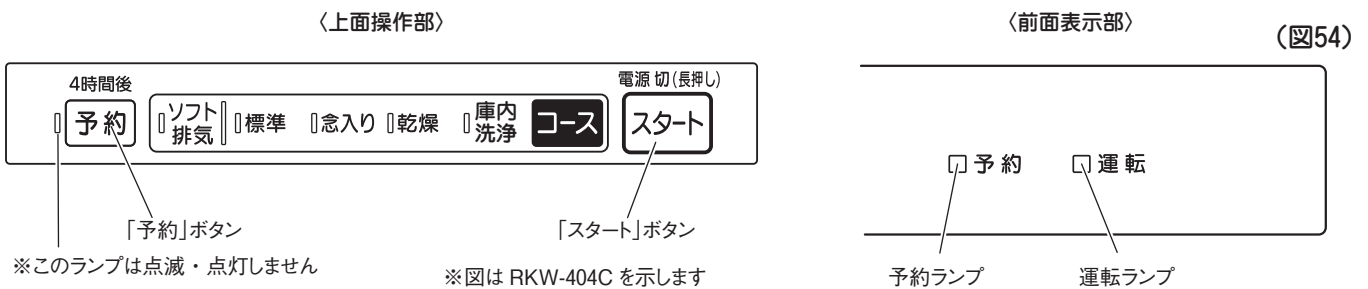 〈上面操作部〉
〈前面表示部〉
(図54)
4時間後
電源 切(長押し)
予約
ソフト
排気
標準
念入り
乾燥
庫内
洗浄
コース
スタート
予約
運転
「予約」ボタン
「スタート」ボタン
※このランプは点滅・点灯しません
※図は RKW-404C を示します
予約ランプ
運転ランプ